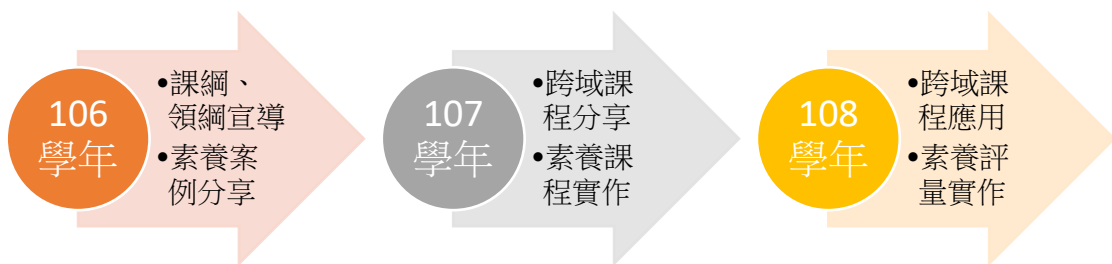 106
學年
•課綱、
領綱宣導
•素養案
例分享
107
學年
•跨域課
程分享
•素養課
程實作
108
學年
•跨域課
程應用
•素養評
量實作